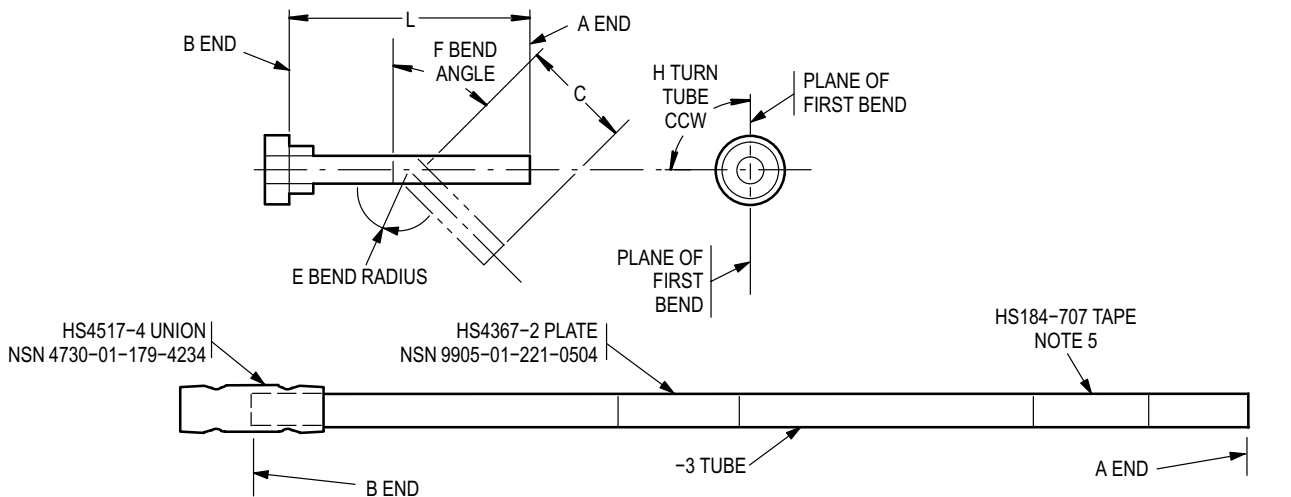 L
A END
B END
F BEND
ANGLE
C
H TURN
TUBE
CCW
PLANE OF
FIRST BEND
E BEND RADIUS
PLANE OF
FIRST
BEND
HS4517−4 UNION
NSN 4730−01−179−4234
HS4367−2 PLATE
NSN 9905−01−221−0504
HS184−707 TAPE
NOTE 5
−3 TUBE
A END
B END